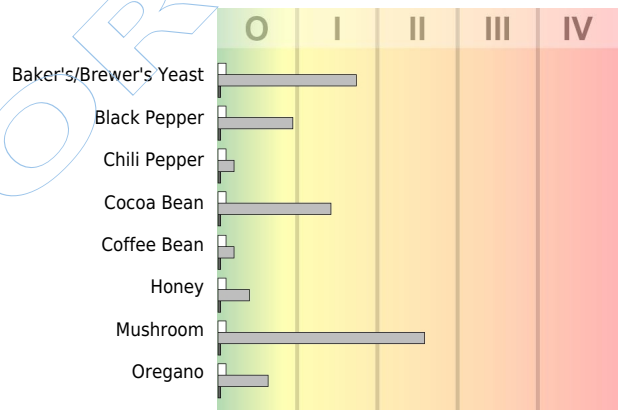 O I II III IV
Baker's/Brewer's Yeast
Black Pepper
Chili Pepper
Cocoa Bean
Coffee Bean
Honey
Mushroom
Oregano